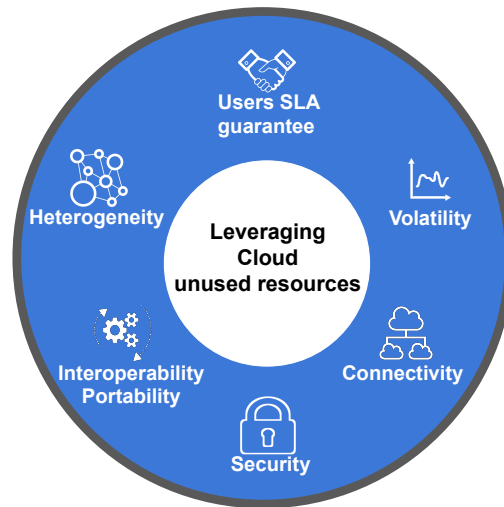 Users SLA
guarantee
Heterogeneity
Volatility
Leveraging
Cloud
unused resources
Interoperability
Portability
Connectivity
Security